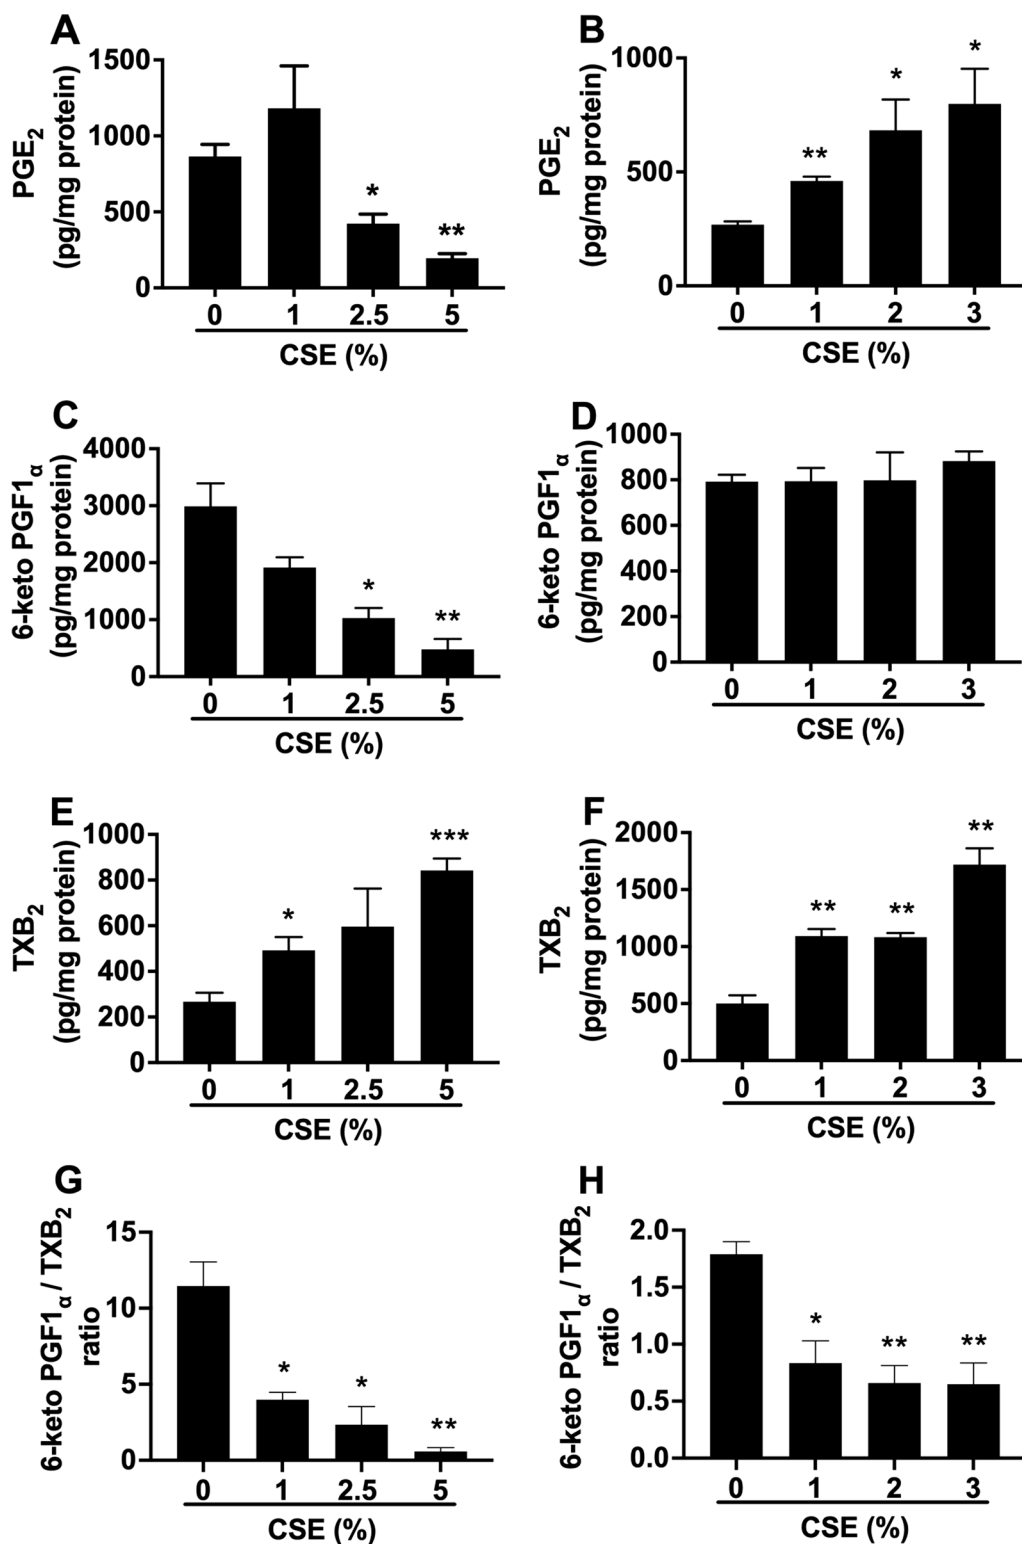 A
PGE2
(pg/mg protein)
1500
1000
500
0
*
**
0 1 2.5 5
CSE (%)
B
PGE2
(pg/mg protein)
1000
500
0
**
*
*
0 1 2 3
CSE (%)
C
6-keto PGF1α
(pg/mg protein)
4000
3000
2000
1000
0
*
**
0 1 2.5 5
CSE (%)
D
6-keto PGF1α
(pg/mg protein)
1000
800
600
400
200
0
0 1 2 3
CSE (%)
E
TXB2
(pg/mg protein)
1000
800
600
400
200
0
*
***
0 1 2.5 5
CSE (%)
F
TXB2
(pg/mg protein)
2000
1500
1000
500
0
**
**
**
0 1 2 3
CSE (%)
G
6-keto PGF1α / TXB2
ratio
15
10
5
0
*
*
**
0 1 2.5 5
CSE (%)
H
6-keto PGF1α / TXB2
ratio
2.0
1.5
1.0
0.5
0.0
*
**
**
0 1 2 3
CSE (%)